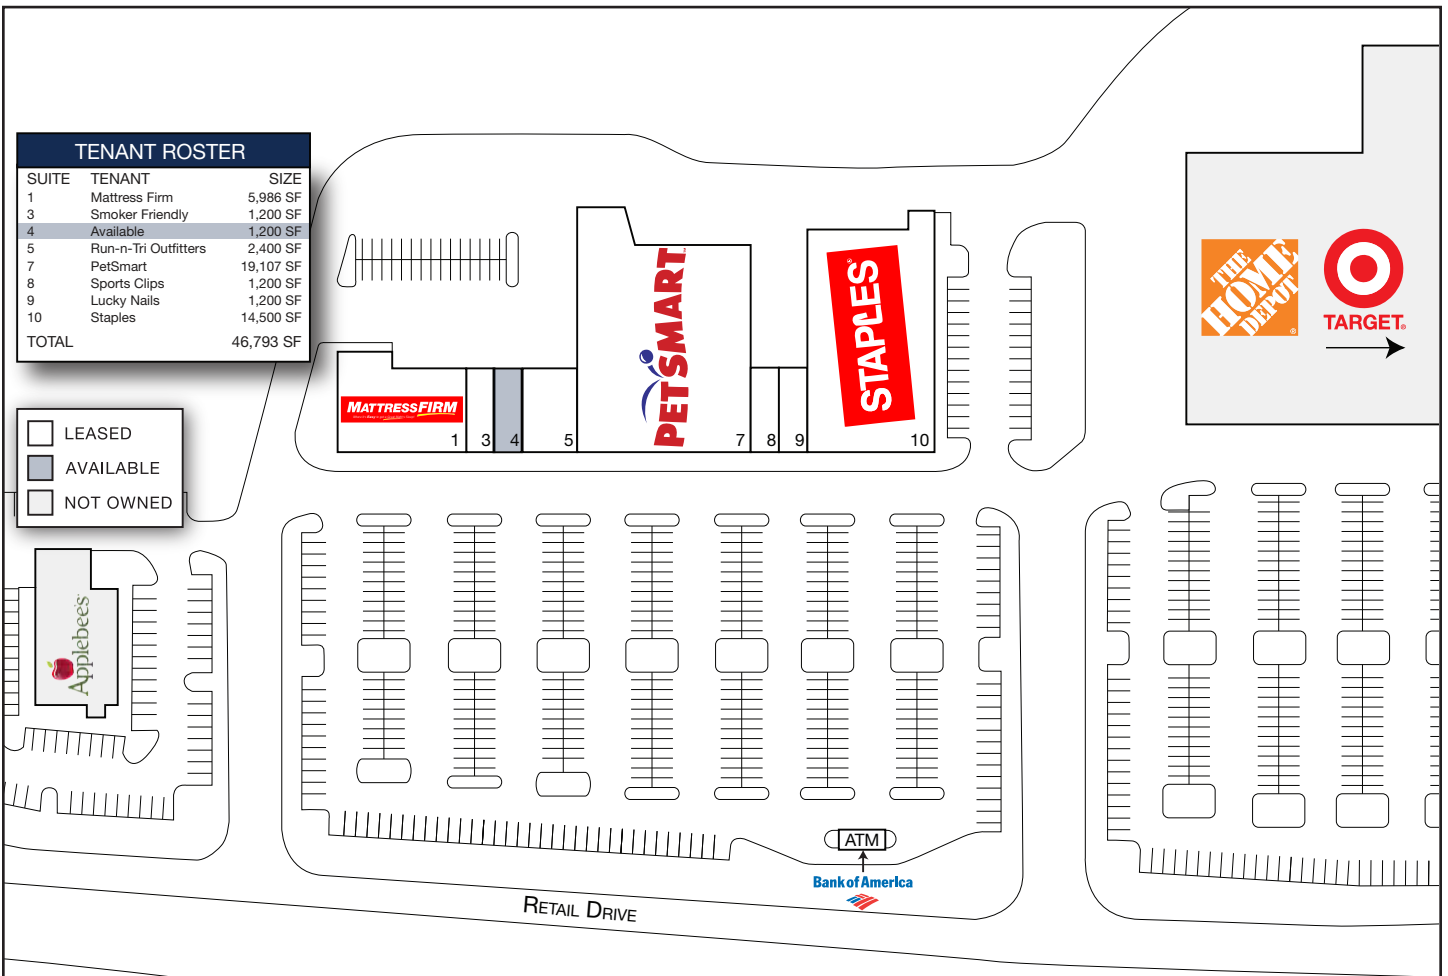 TENANT ROSTER
SUITE TENANT SIZE
1 Mattress Firm 5,986 SF
3 Smoker Friendly 1,200 SF
4 Available 1,200 SF
5 Run-n-Tri Outfitters 2,400 SF
7 PetSmart 19,107 SF
8 Sports Clips 1,200 SF
9 Lucky Nails 1,200 SF
10 Staples 14,500 SF
TOTAL 46,793 SF
LEASED
AVAILABLE
NOT OWNED
MATTRESSFIRM
PETSMART
STAPLES
1 3 4 5 7 8 9 10
THE
HOME
DEPOT
TARGET
Applebee's
ATM
Bank of America
RETAIL DRIVE